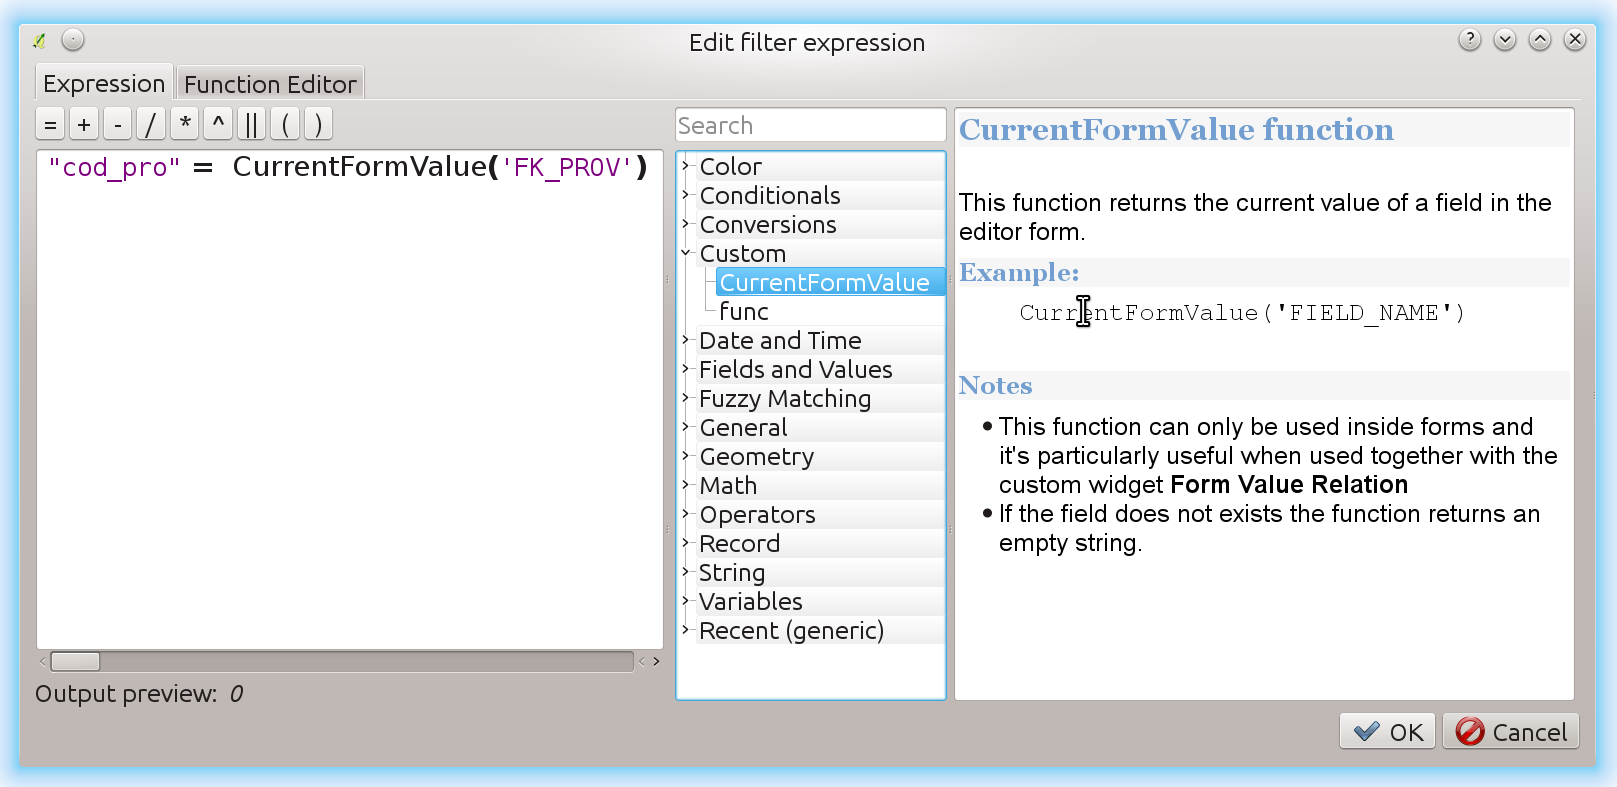 Edit filter expression
Expression
Function Editor
= + - / * ^ || ( )
"cod_pro" = CurrentFormValue('FK_PROV')
Output preview: 0
Search
Color
Conditionals
Conversions
Custom
CurrentFormValue
func
Date and Time
Fields and Values
Fuzzy Matching
General
Geometry
Math
Operators
Record
String
Variables
Recent (generic)
CurrentFormValue function
This function returns the current value of a field in the
editor form.
Example:
CurrentFormValue('FIELD_NAME')
Notes
• This function can only be used inside forms and
it's particularly useful when used together with the
custom widget Form Value Relation
• If the field does not exists the function returns an
empty string.
OK
Cancel